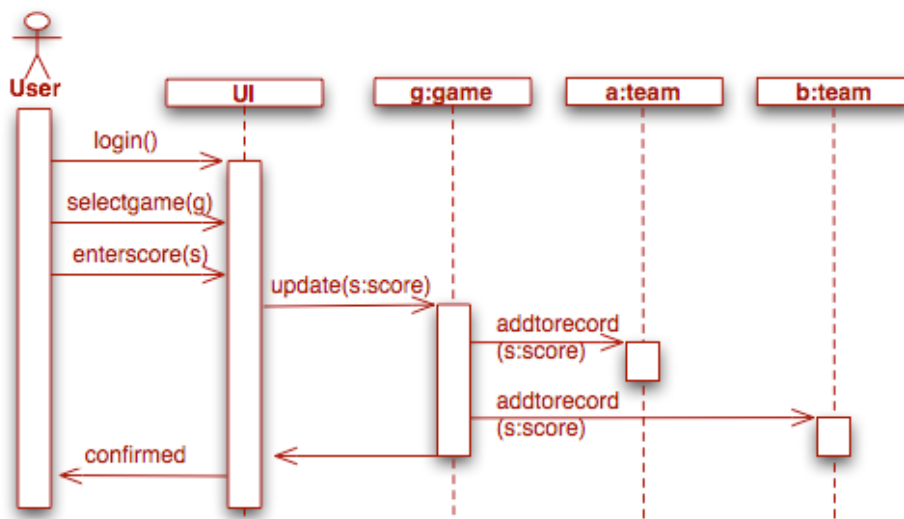 User
UI
g:game
a:team
b:team
login()
selectgame(g)
enterscore(s)
update(s:score)
addtorecord
(s:score)
addtorecord
(s:score)
confirmed